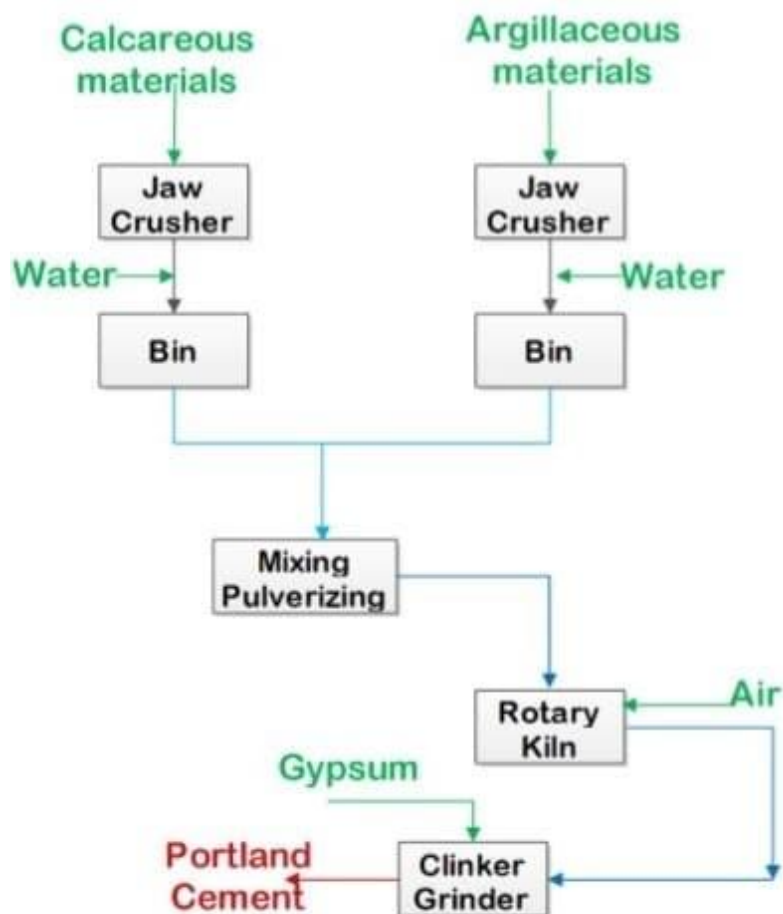 Calcareous
materials
Argillaceous
materials
Jaw
Crusher
Jaw
Crusher
Water
Water
Bin
Bin
Mixing
Pulverizing
Rotary
Kiln
Air
Gypsum
Portland
Cement
Clinker
Grinder